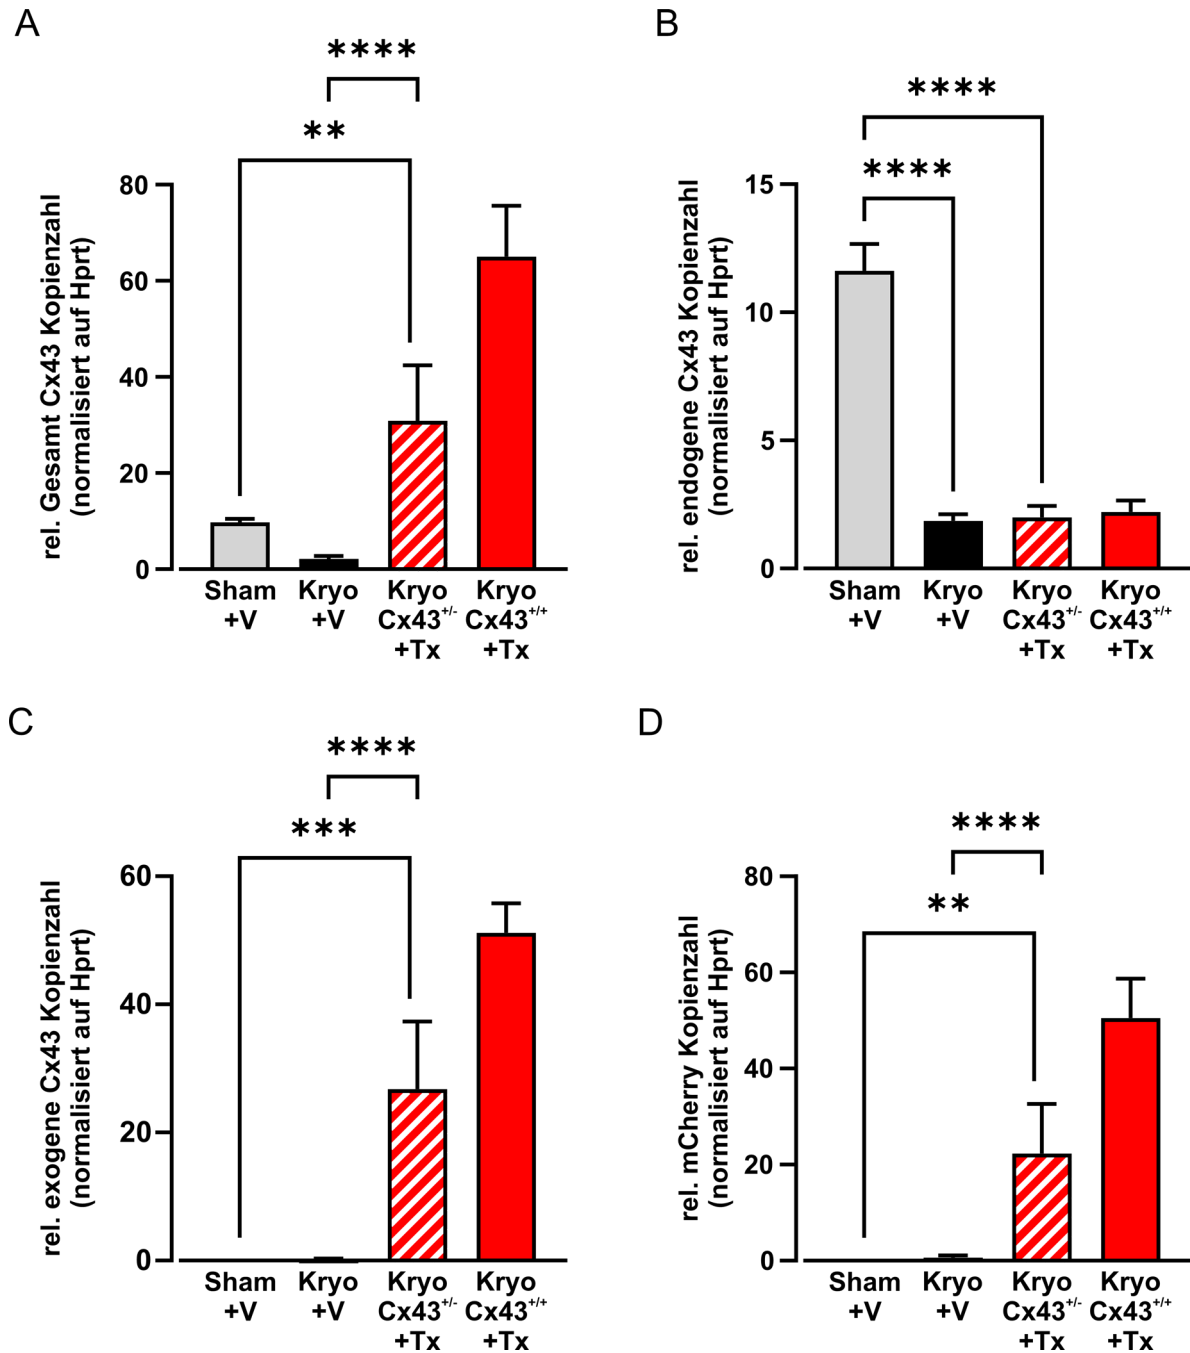 A
****
**
rel. Gesamt Cx43 Kopienzahl
(normalisiert auf Hprt)
80
60
40
20
0
Sham
+V
Kryo
+V
Kryo
Cx43+/-
+Tx
Kryo
Cx43+/+
+Tx
B
****
****
rel. endogene Cx43 Kopienzahl
(normalisiert auf Hprt)
15
10
5
0
Sham
+V
Kryo
+V
Kryo
Cx43+/-
+Tx
Kryo
Cx43+/+
+Tx
C
****
***
rel. exogene Cx43 Kopienzahl
(normalisiert auf Hprt)
60
40
20
0
Sham
+V
Kryo
+V
Kryo
Cx43+/-
+Tx
Kryo
Cx43+/+
+Tx
D
****
**
rel. mCherry Kopienzahl
(normalisiert auf Hprt)
80
60
40
20
0
Sham
+V
Kryo
+V
Kryo
Cx43+/-
+Tx
Kryo
Cx43+/+
+Tx